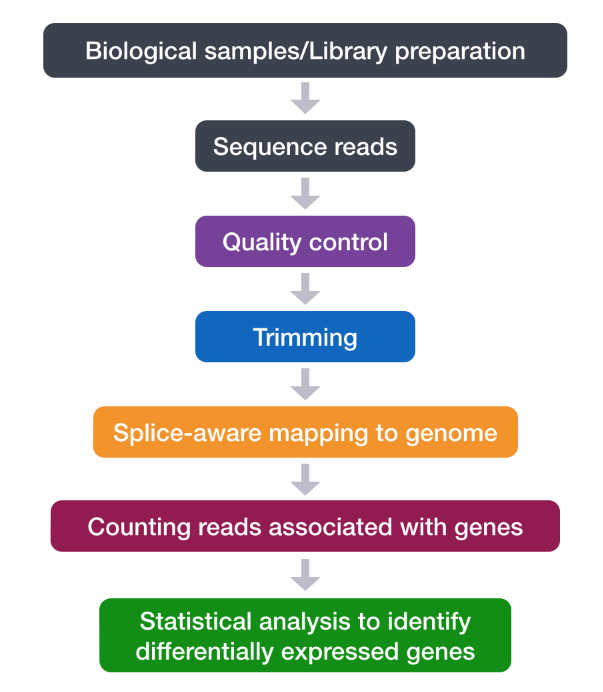 Biological samples/Library preparation
Sequence reads
Quality control
Trimming
Splice-aware mapping to genome
Counting reads associated with genes
Statistical analysis to identify
differentially expressed genes